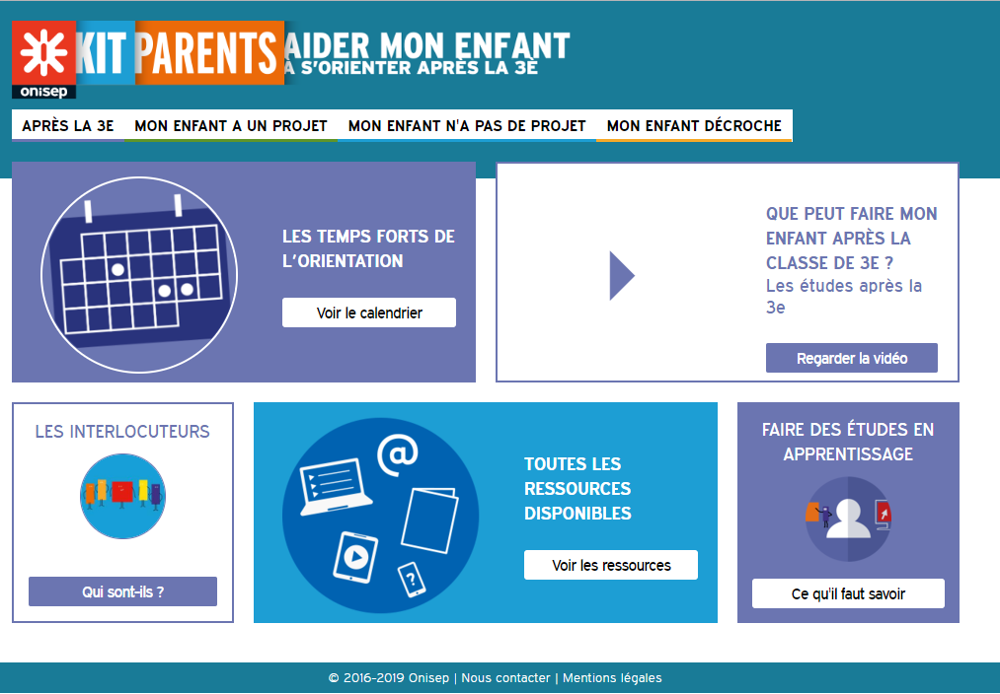 onisep
KIT PARENTS AIDER MON ENFANT
À S'ORIENTER APRÈS LA 3E
APRÈS LA 3E MON ENFANT A UN PROJET MON ENFANT N'A PAS DE PROJET MON ENFANT DÉCROCHE
LES TEMPS FORTS DE
L'ORIENTATION
Voir le calendrier
QUE PEUT FAIRE MON
ENFANT APRÈS LA
CLASSE DE 3E ?
Les études après la
3e
Regarder la vidéo
LES INTERLOCUTEURS
Qui sont-ils ?
@
?
TOUTES LES
RESSOURCES
DISPONIBLES
Voir les ressources
FAIRE DES ÉTUDES EN
APPRENTISSAGE
Ce qu'il faut savoir
© 2016-2019 Onisep | Nous contacter | Mentions légales